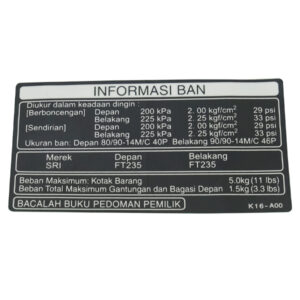 INFORMASI BAN
Diukur dalam keadaan dingin :
[Berboncengan] Depan 200 kPa 2. 00 kgf/cm² 29 psi
Belakang 225 kPa 2. 25 kgf/cm² 33 psi
[Sendirian] Depan 200 kPa 2. 00 kgf/cm² 29 psi
Belakang 225 kPa 2. 25 kgf/cm² 33 psi
Ukuran ban: Depan 80/90-14M/C 40P Belakang 90/90-14M/C 46P
Merek Depan Belakang
SRI FT235 FT235
Beban Maksimum: Kotak Barang 5.0kg (11 lbs)
Beban Total Maksimum Gantungan dan Bagasi Depan 1.5kg (3.3 lbs)
BACALAH BUKU PEDOMAN PEMILIK K16-A00